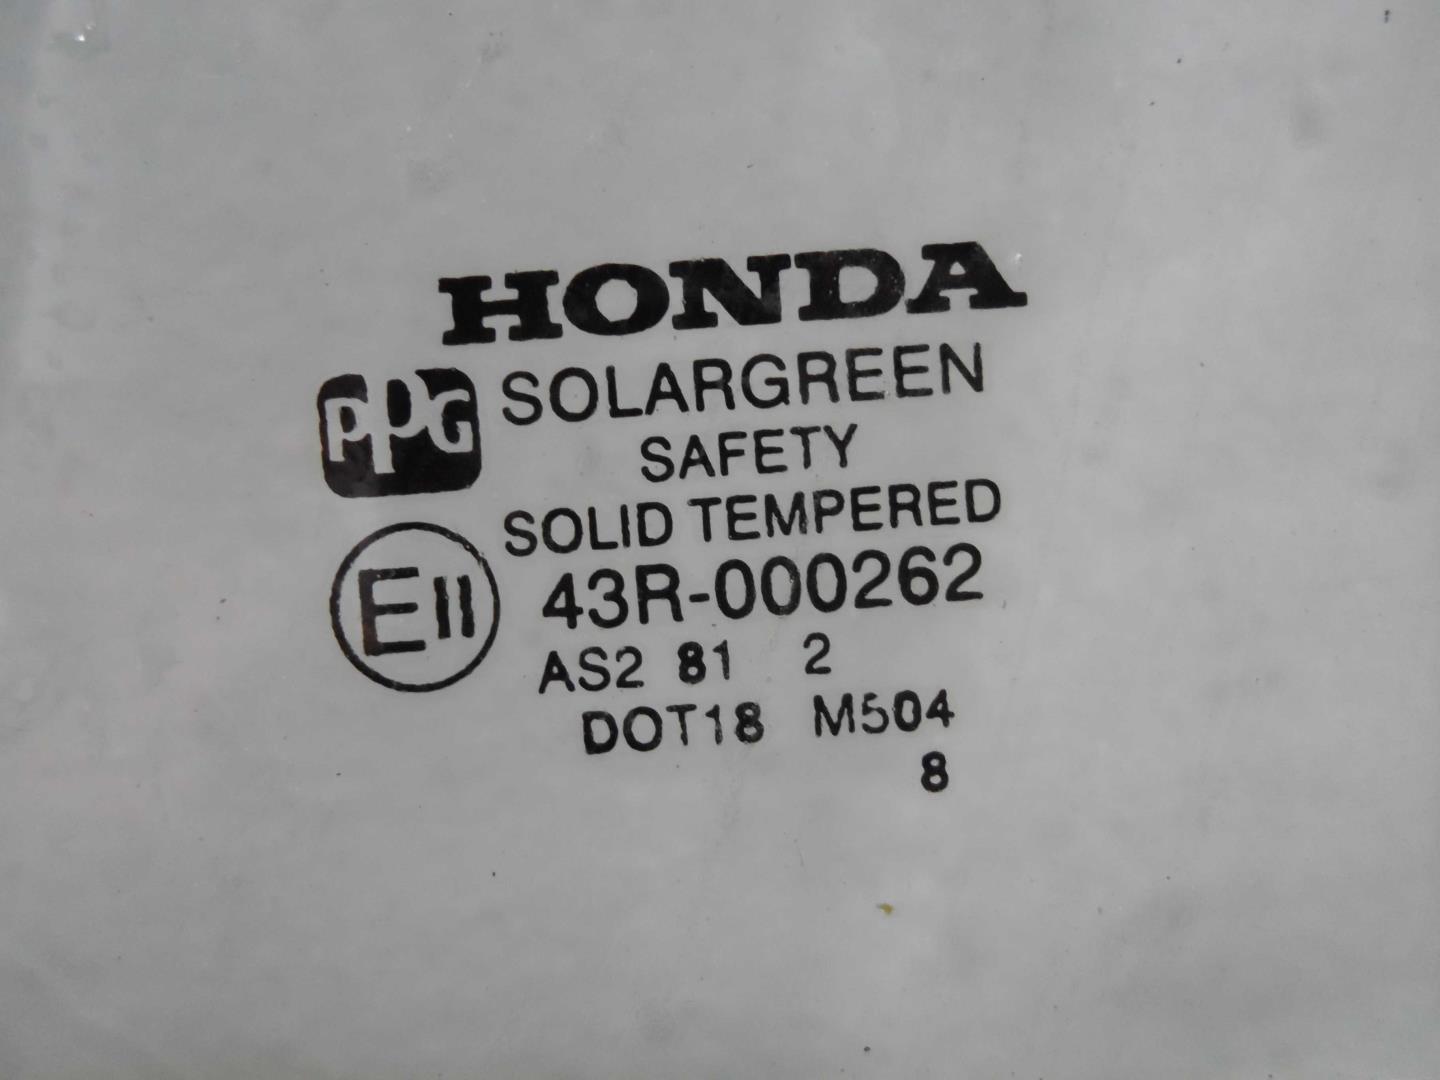 HONDA
PPG SOLARGREEN
SAFETY
SOLID TEMPERED
E11 43R-000262
AS2 81 2
DOT18 M504
8